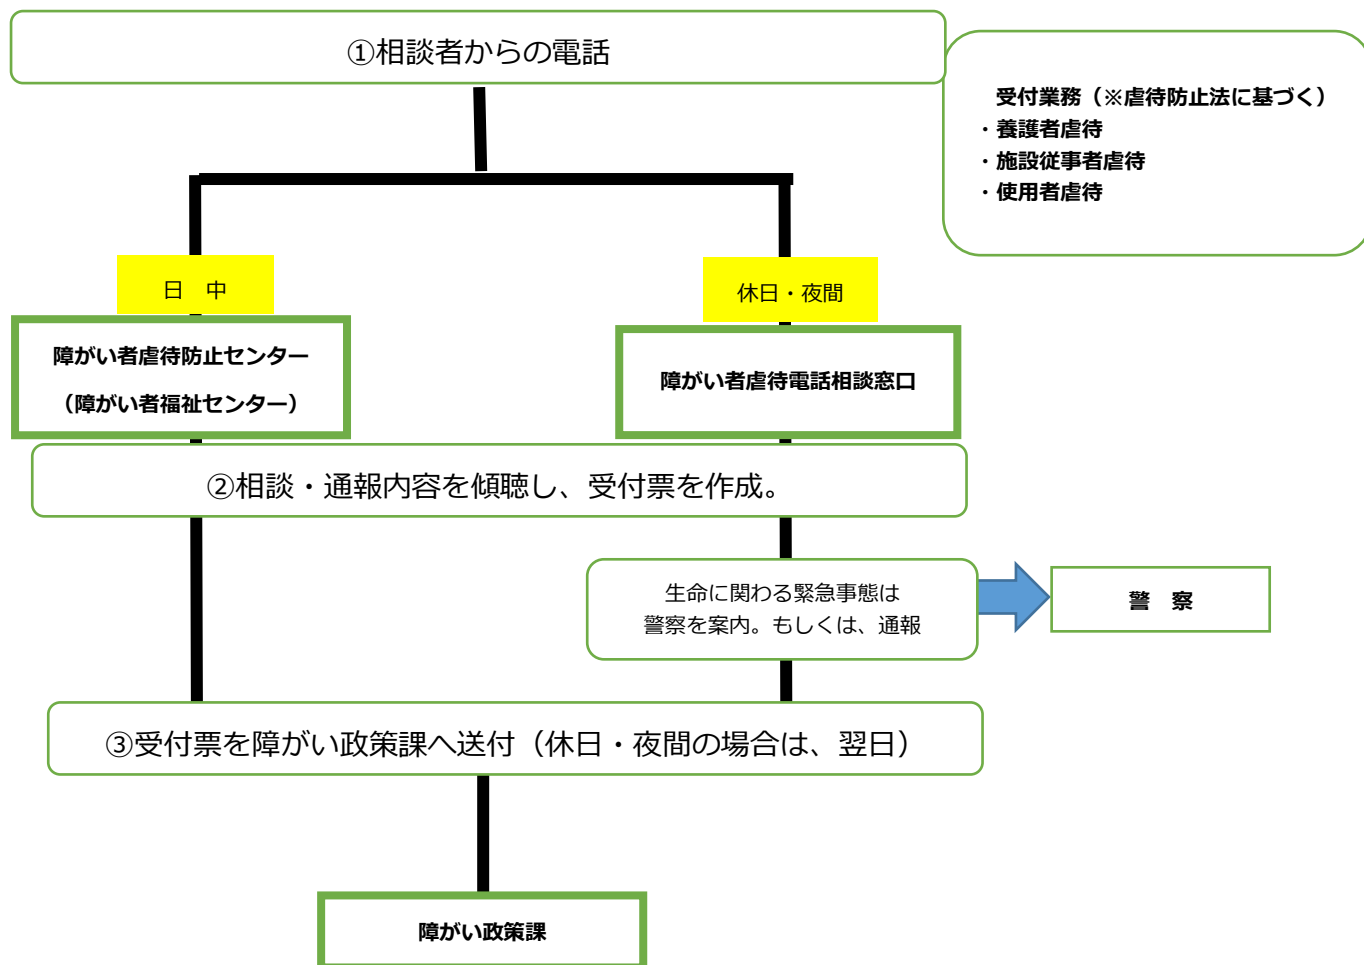 ①相談者からの電話
受付業務（※虐待防止法に基づく）
・養護者虐待
・施設従事者虐待
・使用者虐待
日　中
休日・夜間
障がい者虐待防止センター
（障がい者福祉センター）
障がい者虐待電話相談窓口
②相談・通報内容を傾聴し、受付票を作成。
生命に関わる緊急事態は
警察を案内。もしくは、通報
警　察
③受付票を障がい政策課へ送付（休日・夜間の場合は、翌日）
障がい政策課